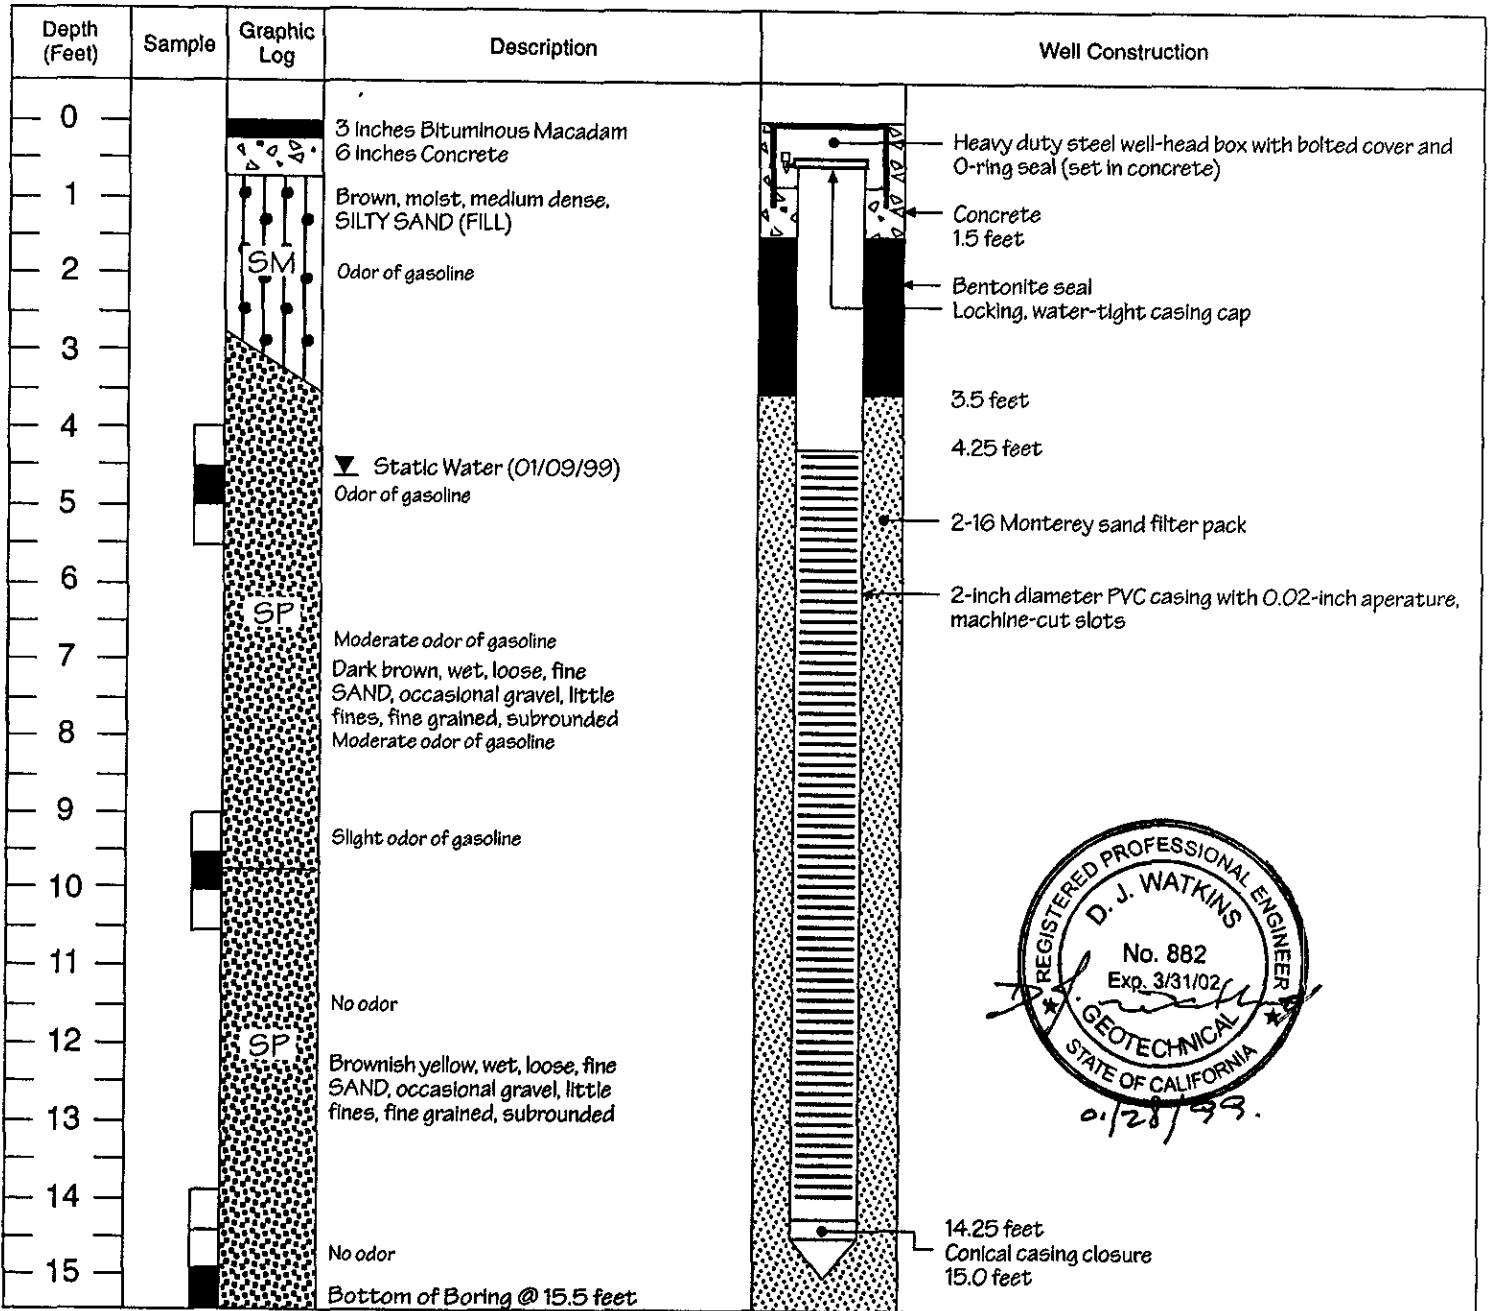 Depth
(Feet)
Sample
Graphic
Log
Description
Well Construction
0
1
2
3
4
5
6
7
8
9
10
11
12
13
14
15
SM
SP
SP
3 Inches Bituminous Macadam
6 Inches Concrete
Brown, moist, medium dense,
SILTY SAND (FILL)
Odor of gasoline
Static Water (01/09/99)
Odor of gasoline
Moderate odor of gasoline
Dark brown, wet, loose, fine
SAND, occasional gravel, little
fines, fine grained, subrounded
Moderate odor of gasoline
Slight odor of gasoline
No odor
Brownish yellow, wet, loose, fine
SAND, occasional gravel, little
fines, fine grained, subrounded
No odor
Bottom of Boring @ 15.5 feet
Heavy duty steel well-head box with bolted cover and
O-ring seal (set in concrete)
Concrete
1.5 feet
Bentonite seal
Locking, water-tight casing cap
3.5 feet
4.25 feet
2-16 Monterey sand filter pack
2-inch diameter PVC casing with 0.02-inch aperature,
machine-cut slots
REGISTERED PROFESSIONAL ENGINEER
D. J. WATKINS
No. 882
Exp. 3/31/02
GEOTECHNICAL
STATE OF CALIFORNIA
01/28/99.
14.25 feet
Conical casing closure
15.0 feet